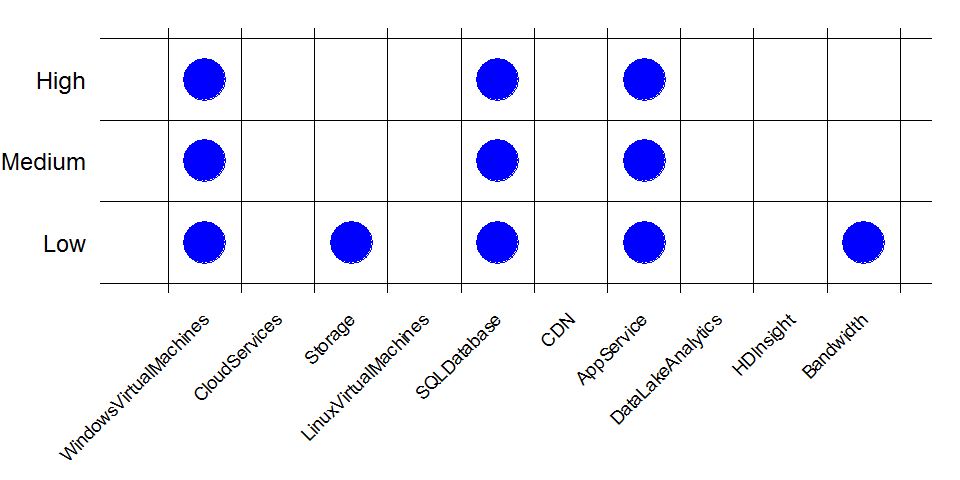 High
Medium
Low
WindowsVirtualMachines
CloudServices
Storage
LinuxVirtualMachines
SQLDatabase
CDN
AppService
DataLakeAnalytics
HDInsight
Bandwidth